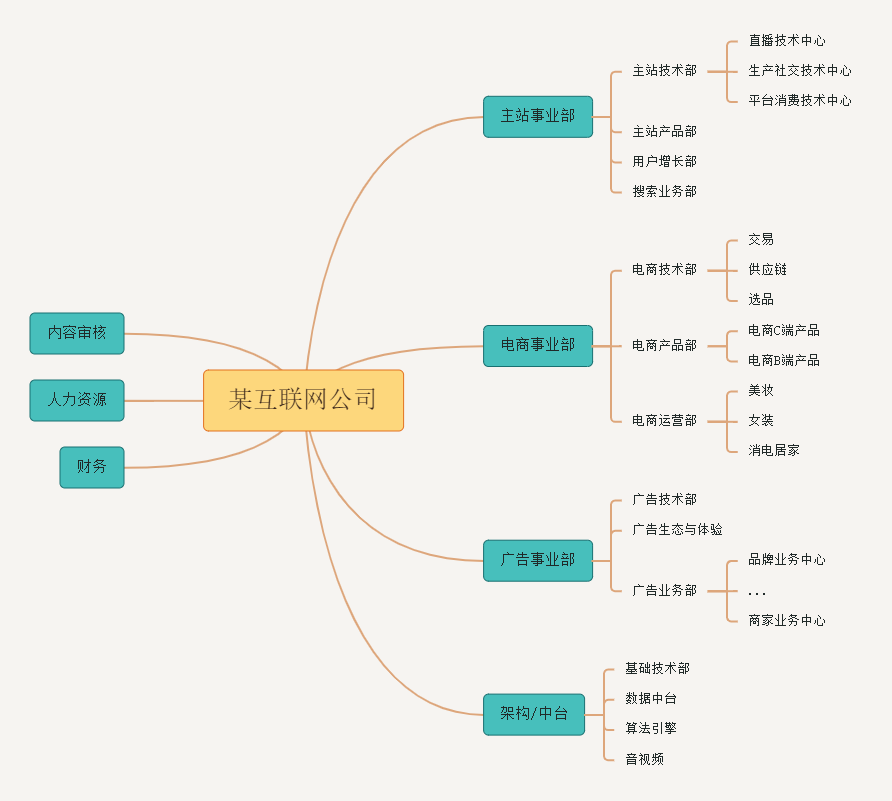 某互联网公司
主站事业部
主站技术部
直播技术中心
生产社交技术中心
平台消费技术中心
主站产品部
用户增长部
搜索业务部
电商事业部
电商技术部
交易
供应链
选品
电商产品部
电商C端产品
电商B端产品
电商运营部
美妆
女装
消电居家
广告事业部
广告技术部
广告生态与体验
广告业务部
品牌业务中心
...
商家业务中心
架构/中台
基础技术部
数据中台
算法引擎
音视频
内容审核
人力资源
财务